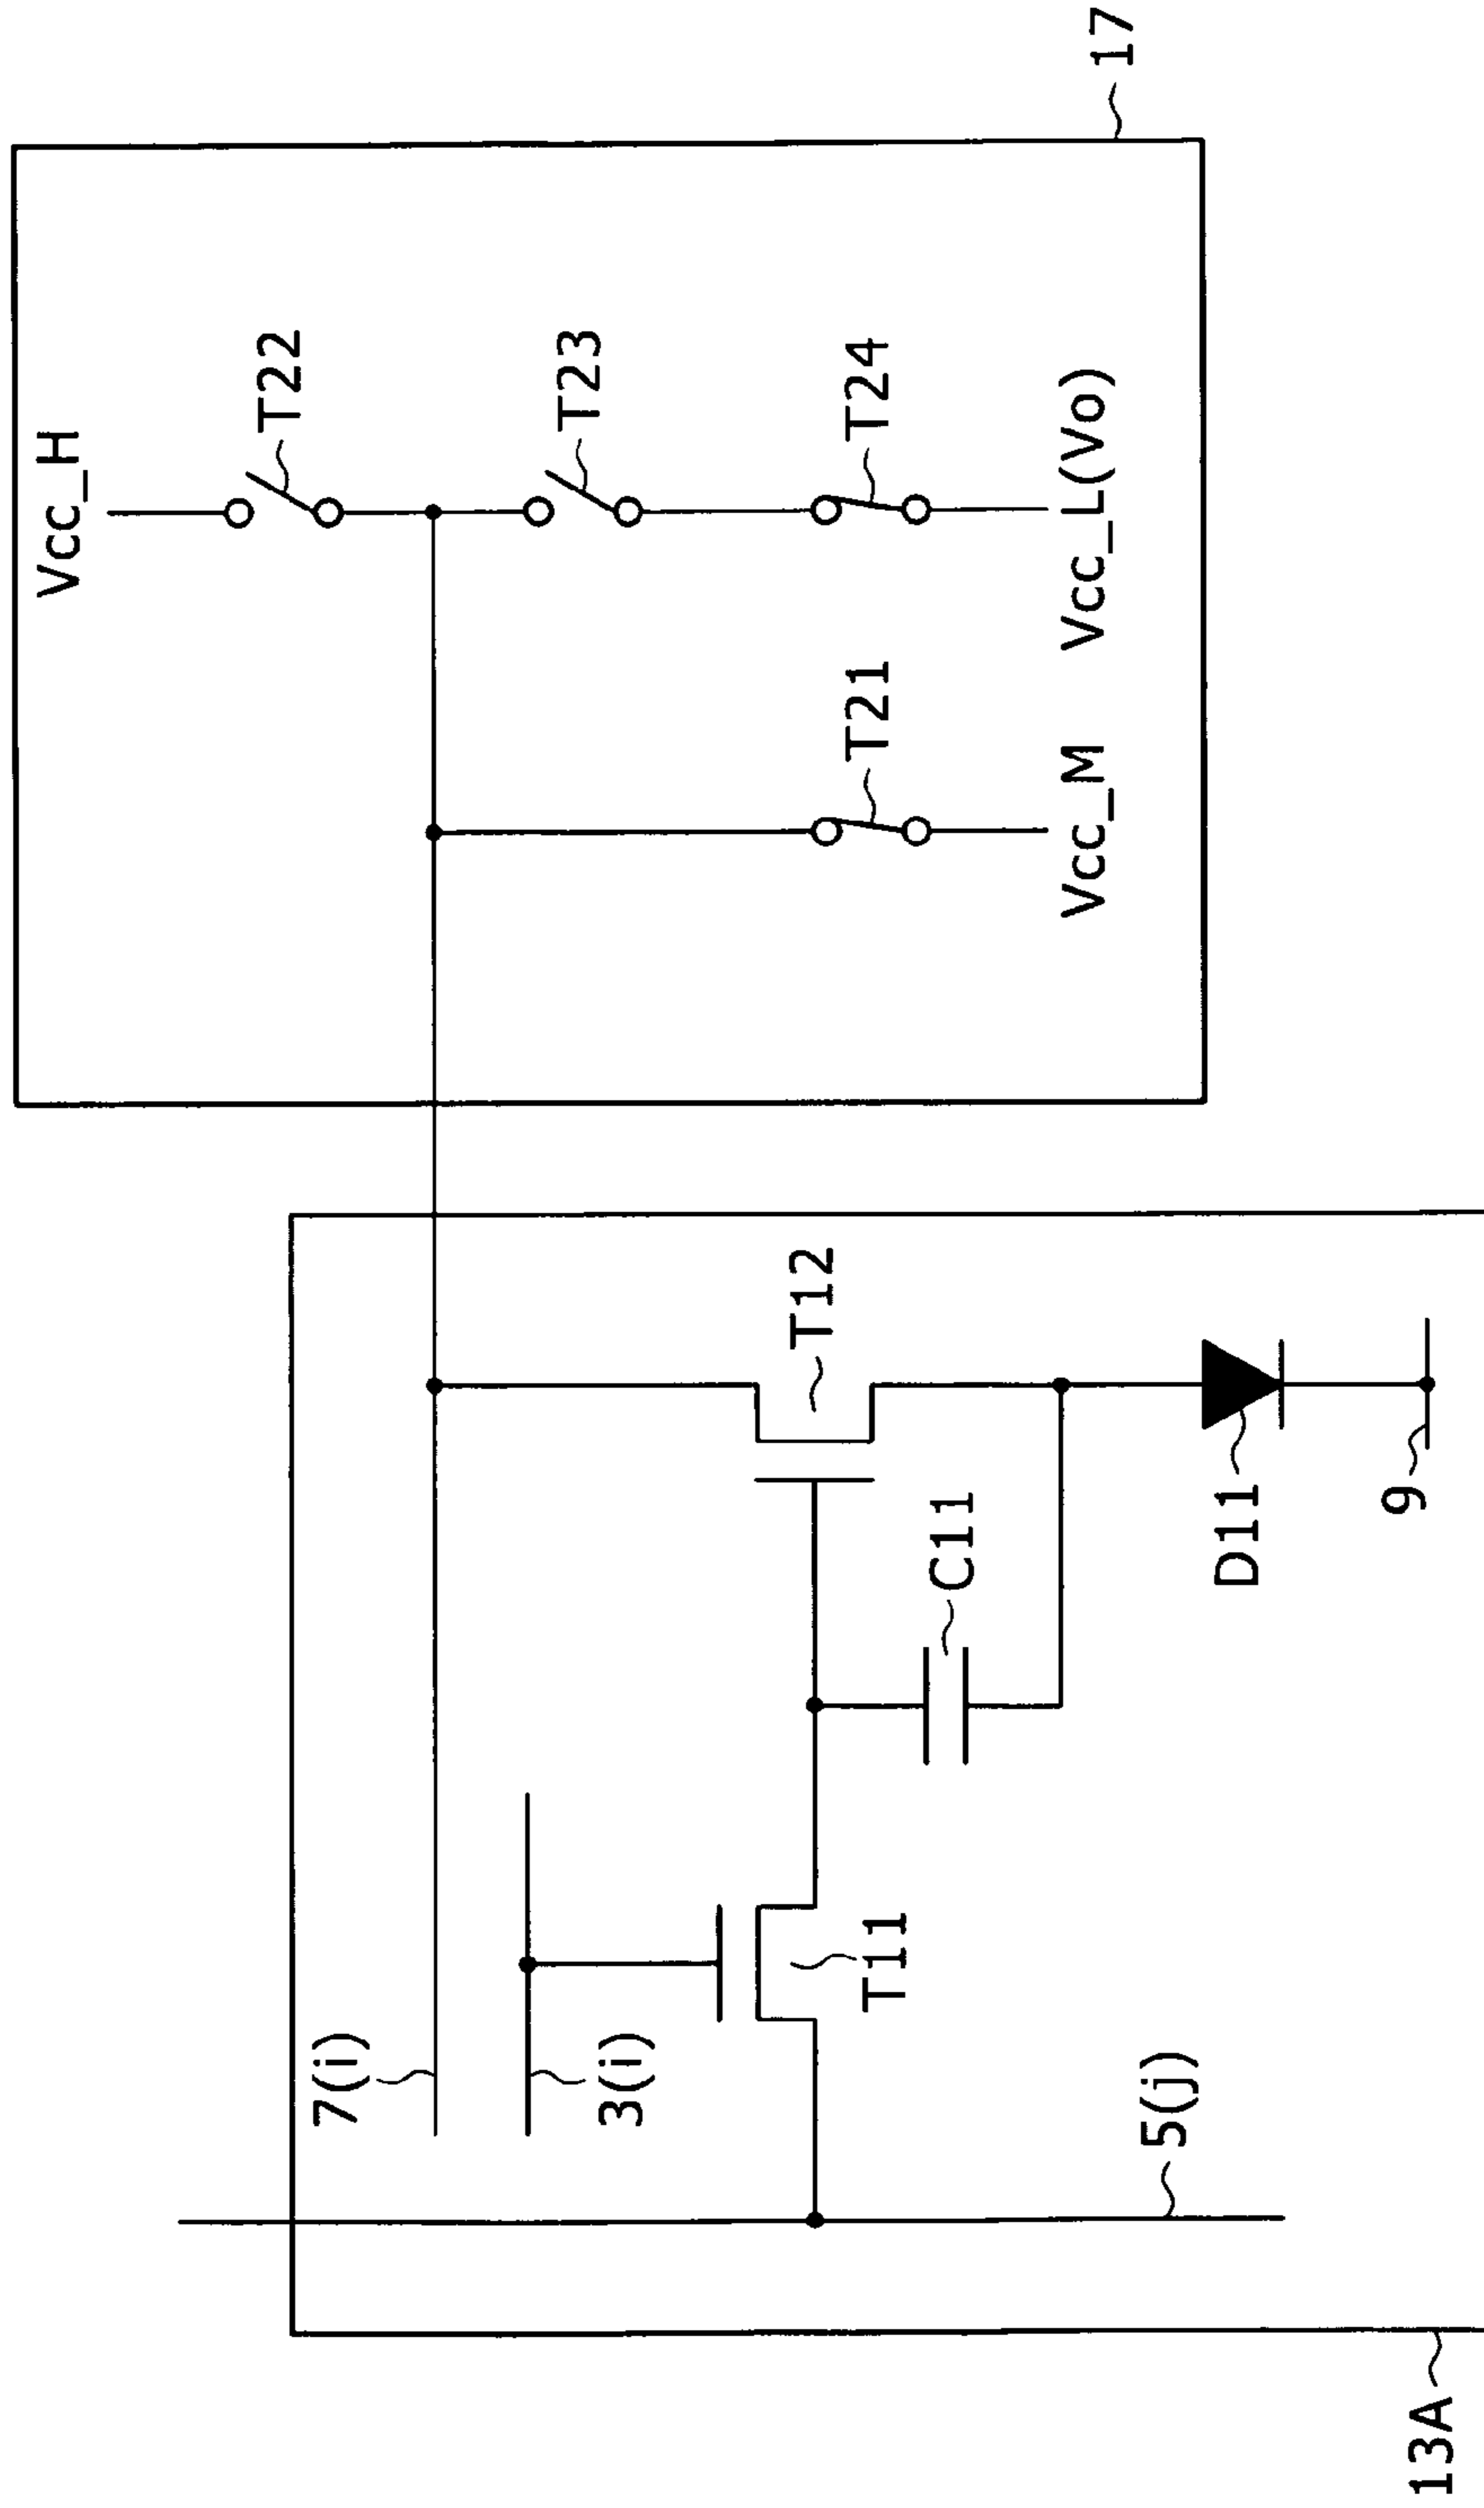 Vcc_H
T22
T23
T24
T21
Vcc_M
Vcc_L(Vo)
17
7(i)
3(i)
T12
C11
T11
D11
5(j)
9
13A